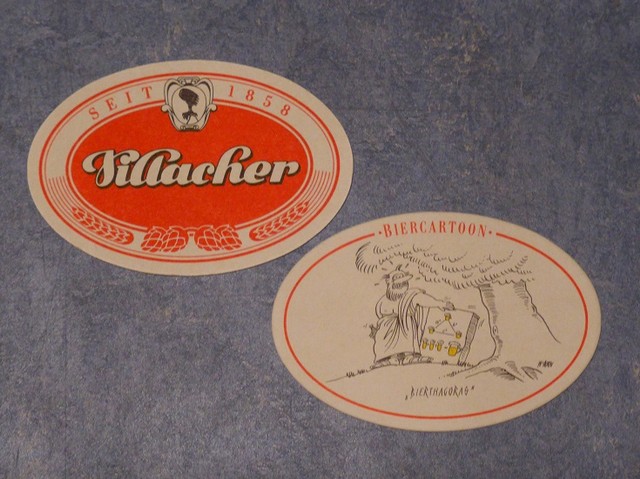 SEIT 1858
Villacher
•BIERCARTOON•
„BIERTHAGORAS“